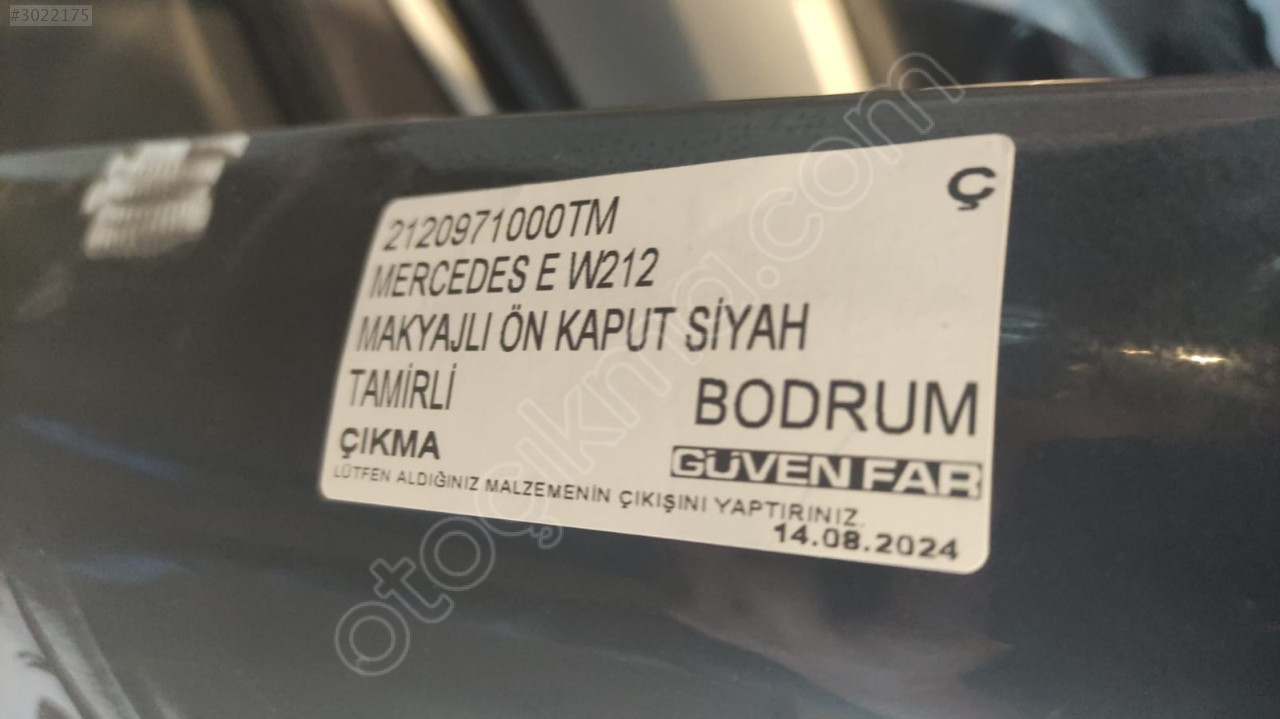 #3022175
Ç
2120971000TM
MERCEDES E W212
MAKYAJLI ÖN KAPUT SİYAH
TAMİRLİ
BODRUM
ÇIKMA
GÜVEN FAR
LÜTFEN ALDIĞINIZ MALZEMENİN ÇIKIŞINI YAPTIRINIZ.
14.08.2024
otoçıkma.com